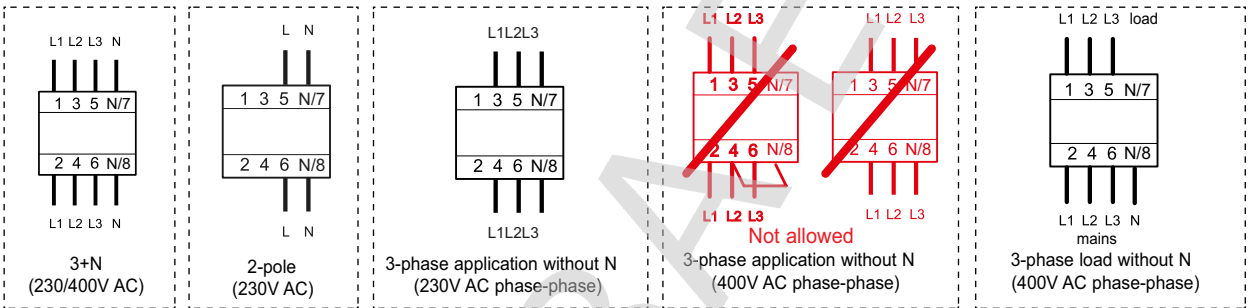 L1 L2 L3 N
1 3 5 N/7
2 4 6 N/8
L1 L2 L3 N
3+N
(230/400V AC)
L N
1 3 5 N/7
2 4 6 N/8
L N
2-pole
(230V AC)
L1L2L3
1 3 5 N/7
2 4 6 N/8
L1L2L3
3-phase application without N
(230V AC phase-phase)
L1 L2 L3
1 3 5 N/7
2 4 6 N/8
L1 L2 L3
L1 L2 L3
1 3 5 N/7
2 4 6 N/8
L1 L2 L3
Not allowed
3-phase application without N
(400V AC phase-phase)
L1 L2 L3 load
1 3 5 N/7
2 4 6 N/8
L1 L2 L3 N
mains
3-phase load without N
(400V AC phase-phase)